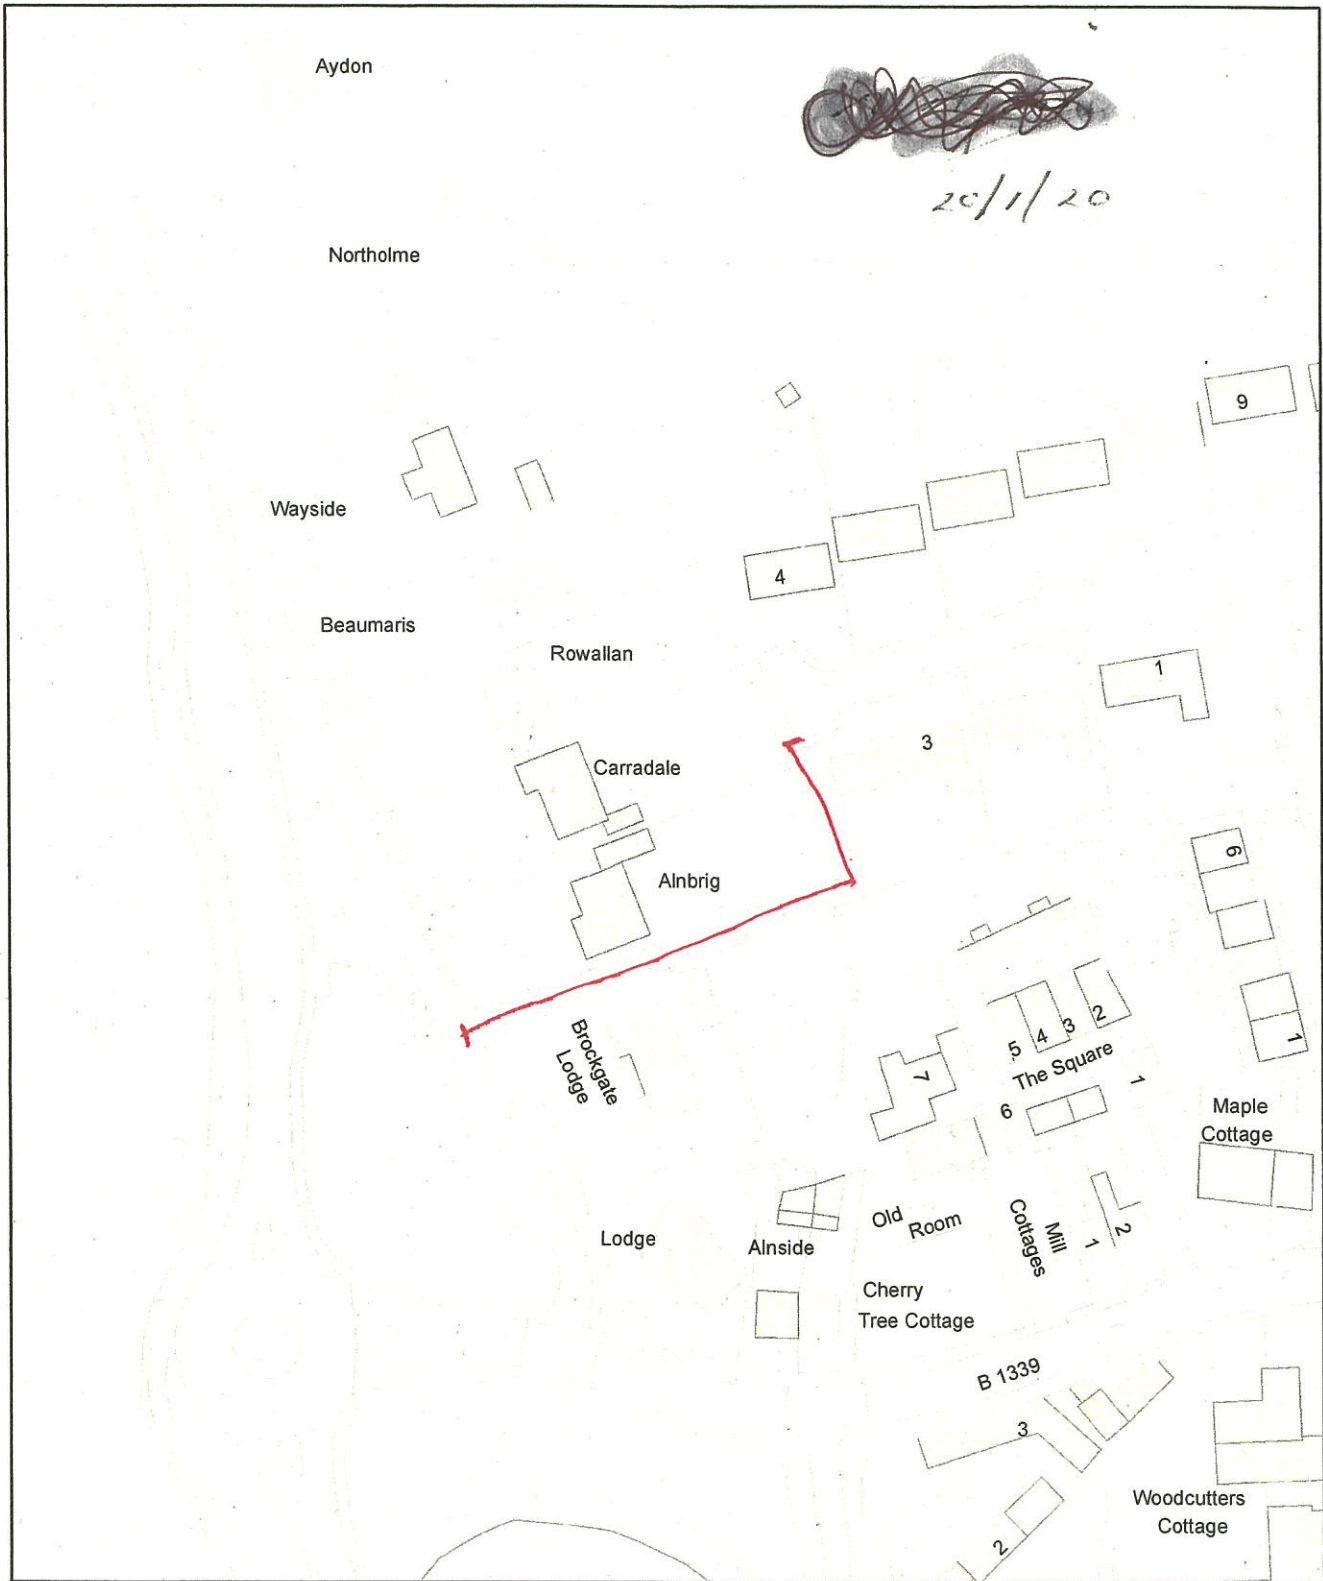 Aydon
20/1/20
Northolme
9
Wayside
4
Beaumaris
Rowallan
1
3
Carradale
6
Alnbrig
2
3
4
5
The Square
1
7
1
6
Brockgate
Lodge
Maple
Cottage
Old
Room
Mill
Cottages
1
2
Lodge
Alnside
Cherry
Tree Cottage
B 1339
3
Woodcutters
Cottage
2